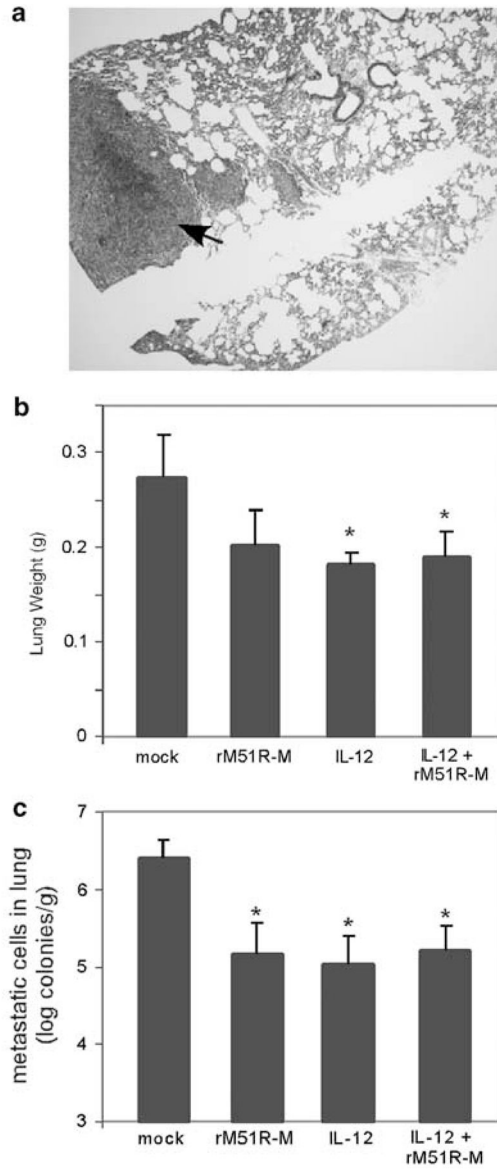 a
b
0.3
0.2
0.1
0
Lung Weight (g)
*
*
mock
rM51R-M
IL-12
IL-12 +
rM51R-M
c
7
6
5
4
3
metastatic cells in lung
(log colonies/g)
*
*
*
mock
rM51R-M
IL-12
IL-12 +
rM51R-M